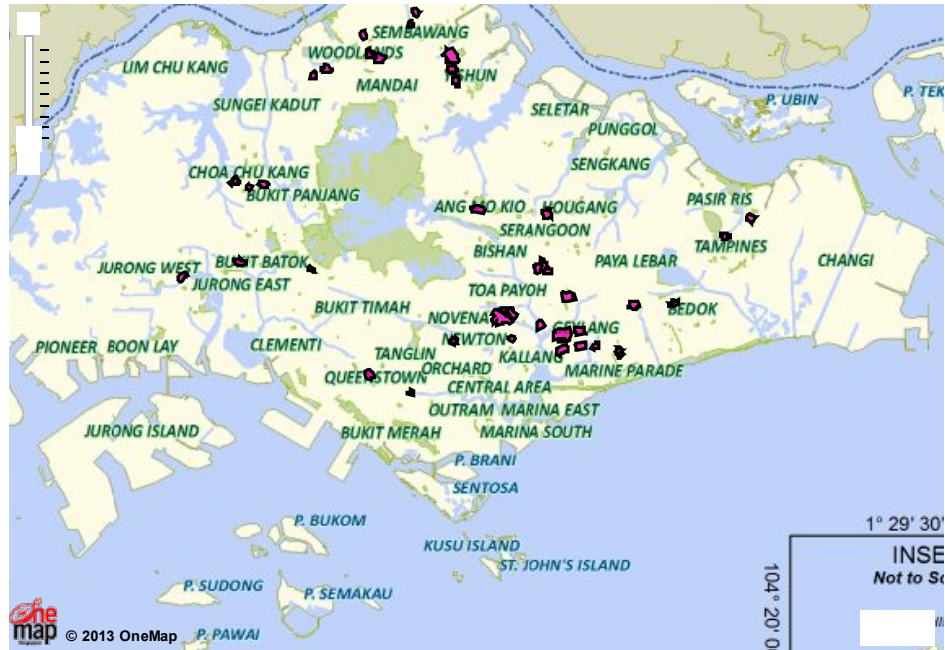 SEMBAWANG
WOODLANDS
LIM CHU KANG
MANDAI
SUNGEI KADUT
SELETAR
P. UBIN
P. TEK
PUNGGOL
SENGKANG
CHOA CHU KANG
BUKIT PANJANG
ANG MO KIO
HOUGANG
PASIR RIS
SERANGOON
BISHAN
TAMPINES
JURONG WEST
BUKIT BATOK
PAYA LEBAR
CHANGI
JURONG EAST
TOA PAYOH
BUKIT TIMAH
NOVENA
BEDOK
GEYLANG
PIONEER
BOON LAY
CLEMENTI
NEWTON
TANGLIN
KALLANG
ORCHARD
MARINE PARADE
QUEENSTOWN
CENTRAL AREA
OUTRAM
MARINA EAST
JURONG ISLAND
BUKIT MERAH
MARINA SOUTH
P. BRANI
SENTOSA
P. BUKOM
1° 29' 30'
KUSU ISLAND
INSE
ST. JOHN'S ISLAND
Not to Sc
P. SUDONG
P. SEMAKAU
104° 20' 0
One
map
© 2013 OneMap
P. PAWAI